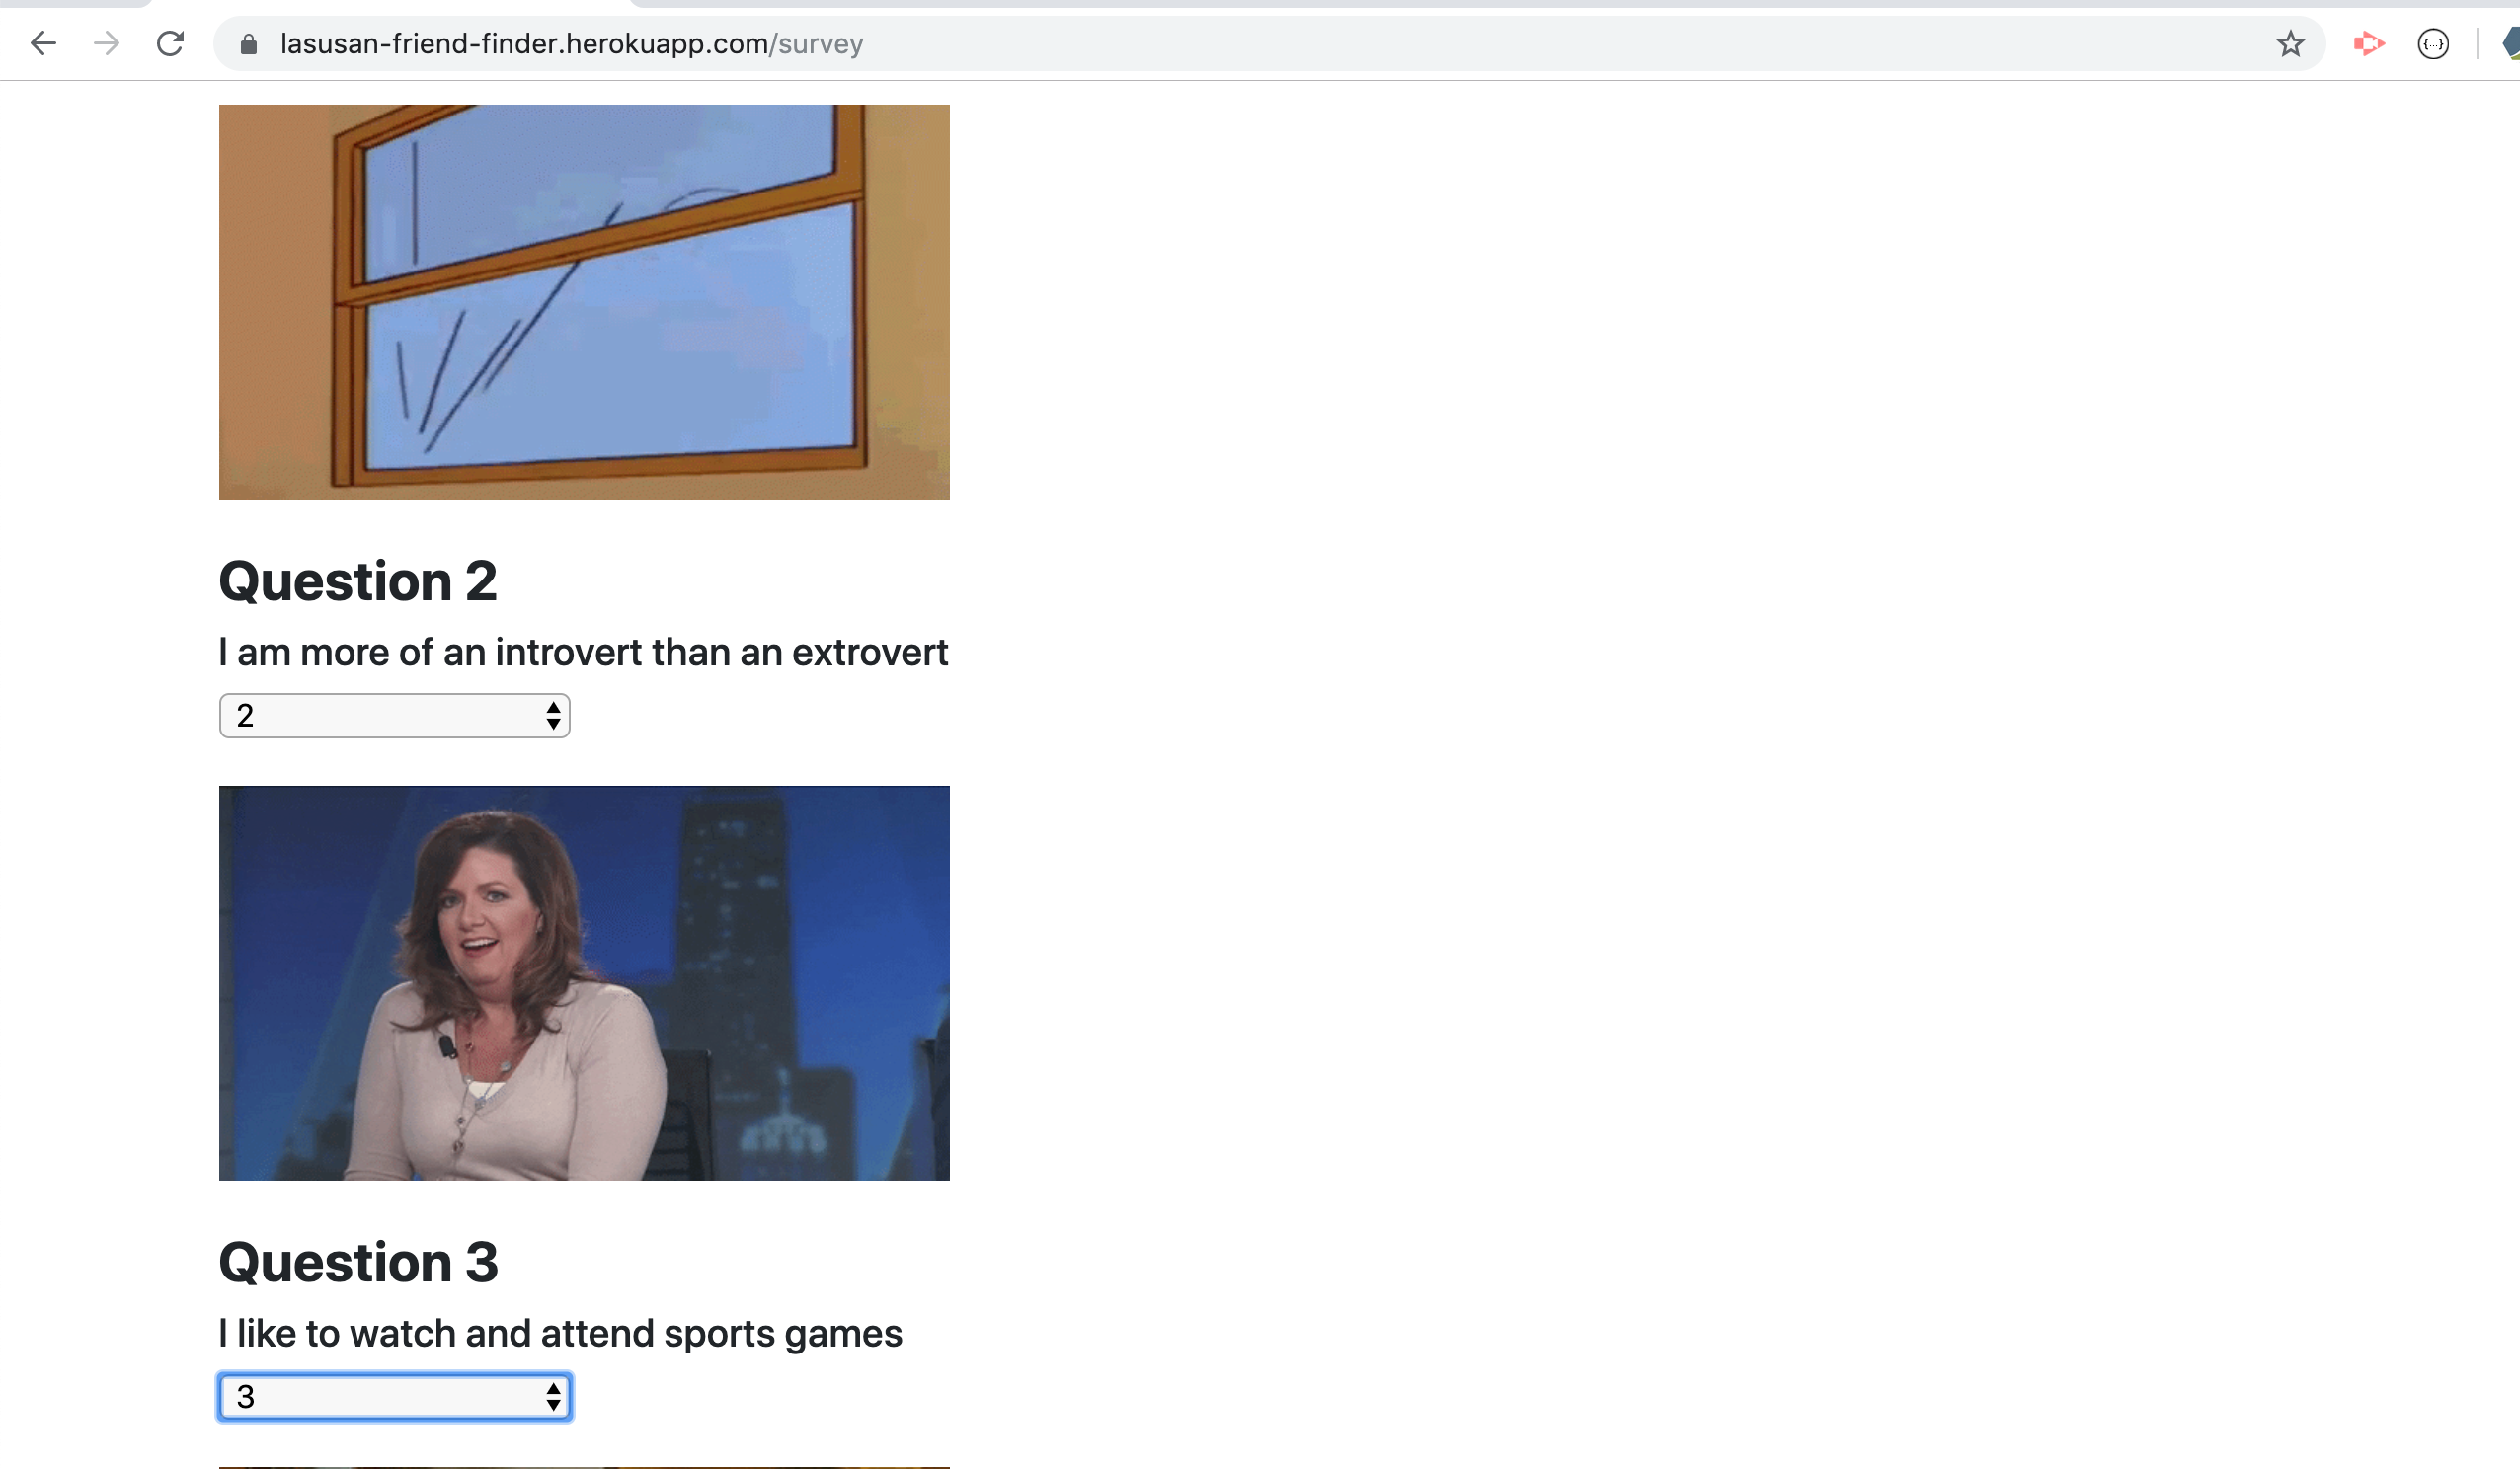 lasusan-friend-finder.herokuapp.com/survey
Question 2
I am more of an introvert than an extrovert
2
Question 3
I like to watch and attend sports games
3